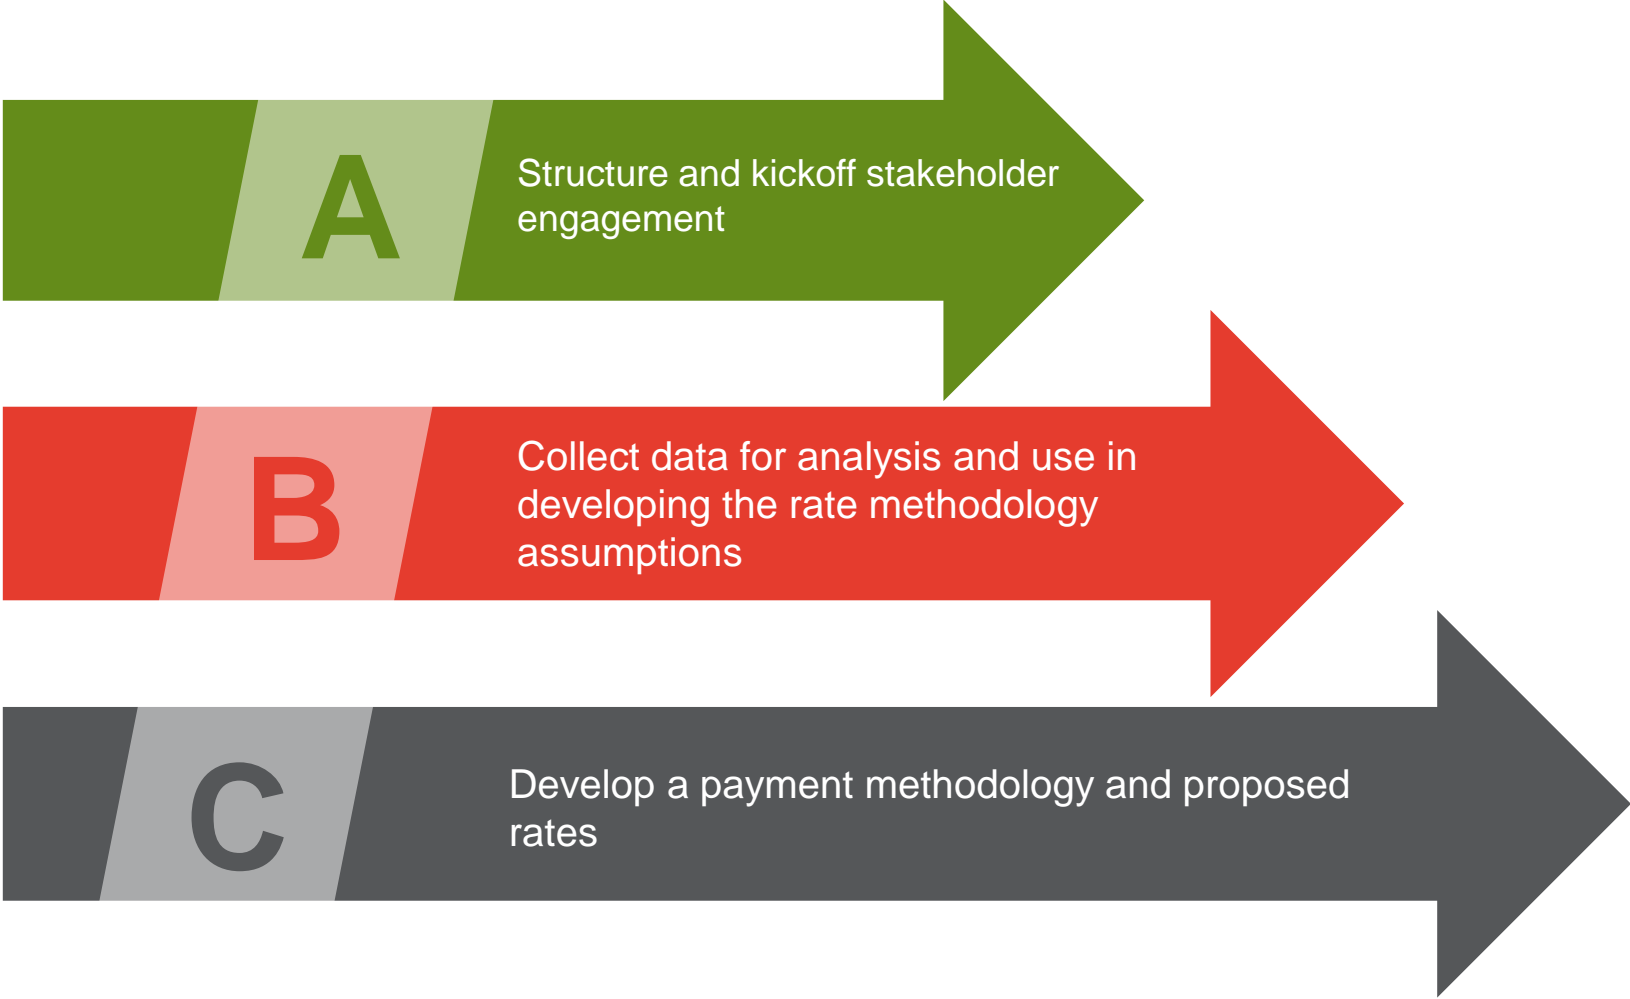 A
Structure and kickoff stakeholder
engagement
B
Collect data for analysis and use in
developing the rate methodology
assumptions
C
Develop a payment methodology and proposed
rates